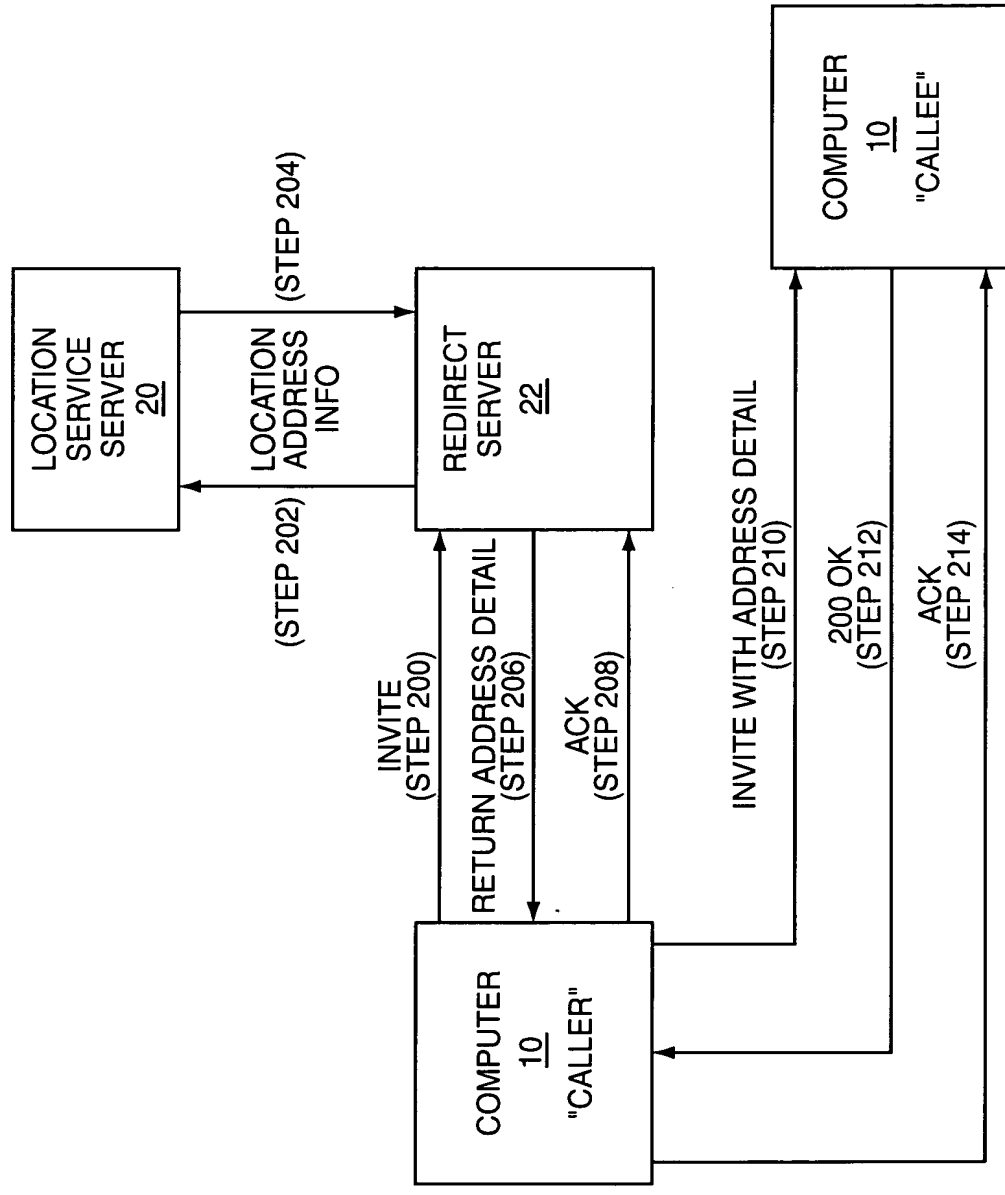 LOCATION
SERVICE
SERVER
20
(STEP 202)
LOCATION
ADDRESS
INFO
(STEP 204)
REDIRECT
SERVER
22
INVITE
(STEP 200)
RETURN ADDRESS DETAIL
(STEP 206)
ACK
(STEP 208)
COMPUTER
10
"CALLER"
INVITE WITH ADDRESS DETAIL
(STEP 210)
200 OK
(STEP 212)
ACK
(STEP 214)
COMPUTER
10
"CALLEE"